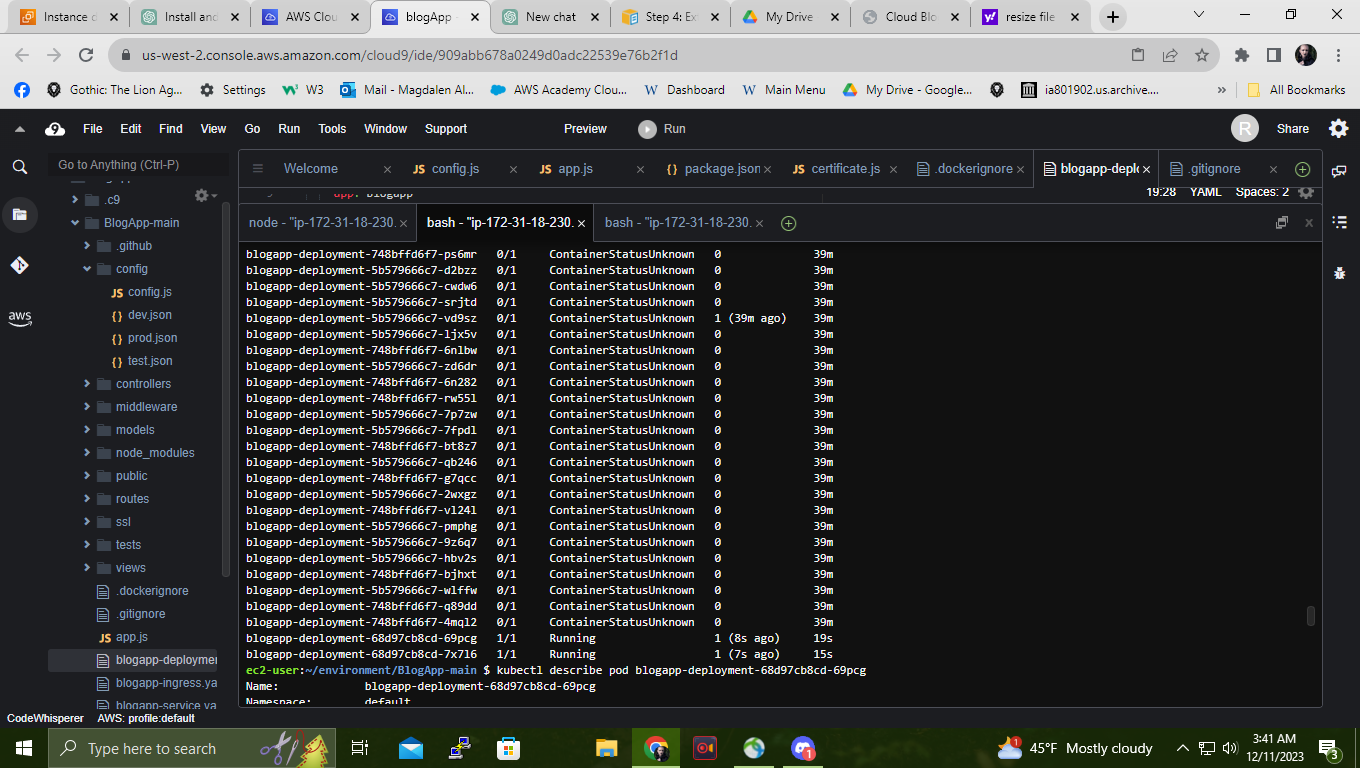 Instance c
Install and
AWS Clou
blogApp -
New chat
Step 4: Ex
My Drive
Cloud Blo
resize file
us-west-2.console.aws.amazon.com/cloud9/ide/909abb678a0249d0adc22539e76b2f1d
Gothic: The Lion Ag...
Settings
W3
Mail - Magdalen Al...
AWS Academy Clou...
Dashboard
Main Menu
My Drive - Google...
ia801902.us.archive....
»
All Bookmarks
9 File Edit Find View Go Run Tools Window Support Preview Run R Share
Go to Anything (Ctrl-P)
Welcome
config.js
app.js
package.json
certificate.js
.dockerignore
blogapp-deplo
.gitignore
app: blogapp
19:28 YAML Spaces: 2
.c9
BlogApp-main
.github
config
config.js
dev.json
prod.json
test.json
controllers
middleware
models
node_modules
public
routes
ssl
tests
views
.dockerignore
.gitignore
app.js
blogapp-deploymen
blogapp-ingress.ya
blogapp-service.ya
aws
node - "ip-172-31-18-230.
bash - "ip-172-31-18-230.
bash - "ip-172-31-18-230.
blogapp-deployment-748bffd6f7-ps6mr 0/1 ContainerStatusUnknown 0 39m
blogapp-deployment-5b579666c7-d2bzz 0/1 ContainerStatusUnknown 0 39m
blogapp-deployment-5b579666c7-cwdw6 0/1 ContainerStatusUnknown 0 39m
blogapp-deployment-5b579666c7-srjtd 0/1 ContainerStatusUnknown 0 39m
blogapp-deployment-5b579666c7-vd9sz 0/1 ContainerStatusUnknown 1 (39m ago) 39m
blogapp-deployment-5b579666c7-ljx5v 0/1 ContainerStatusUnknown 0 39m
blogapp-deployment-748bffd6f7-6nlbw 0/1 ContainerStatusUnknown 0 39m
blogapp-deployment-5b579666c7-zd6dr 0/1 ContainerStatusUnknown 0 39m
blogapp-deployment-748bffd6f7-6n282 0/1 ContainerStatusUnknown 0 39m
blogapp-deployment-748bffd6f7-rw55l 0/1 ContainerStatusUnknown 0 39m
blogapp-deployment-5b579666c7-7p7zw 0/1 ContainerStatusUnknown 0 39m
blogapp-deployment-5b579666c7-7fpdl 0/1 ContainerStatusUnknown 0 39m
blogapp-deployment-748bffd6f7-bt8z7 0/1 ContainerStatusUnknown 0 39m
blogapp-deployment-5b579666c7-qb246 0/1 ContainerStatusUnknown 0 39m
blogapp-deployment-748bffd6f7-g7qcc 0/1 ContainerStatusUnknown 0 39m
blogapp-deployment-5b579666c7-2wxgz 0/1 ContainerStatusUnknown 0 39m
blogapp-deployment-748bffd6f7-vl24l 0/1 ContainerStatusUnknown 0 39m
blogapp-deployment-5b579666c7-pmphg 0/1 ContainerStatusUnknown 0 39m
blogapp-deployment-5b579666c7-9z6q7 0/1 ContainerStatusUnknown 0 39m
blogapp-deployment-5b579666c7-hbv2s 0/1 ContainerStatusUnknown 0 39m
blogapp-deployment-748bffd6f7-bjhxt 0/1 ContainerStatusUnknown 0 39m
blogapp-deployment-5b579666c7-wlffw 0/1 ContainerStatusUnknown 0 39m
blogapp-deployment-748bffd6f7-q89dd 0/1 ContainerStatusUnknown 0 39m
blogapp-deployment-748bffd6f7-4mql2 0/1 ContainerStatusUnknown 0 39m
blogapp-deployment-68d97cb8cd-69pcg 1/1 Running 1 (8s ago) 19s
blogapp-deployment-68d97cb8cd-7x7l6 1/1 Running 1 (7s ago) 15s
ec2-user:~/environment/BlogApp-main $ kubectl describe pod blogapp-deployment-68d97cb8cd-69pcg
Name: blogapp-deployment-68d97cb8cd-69pcg
Namespace: default
CodeWhisperer AWS: profile:default
Type here to search
1
1
45°F Mostly cloudy
3:41 AM
12/11/2023
3